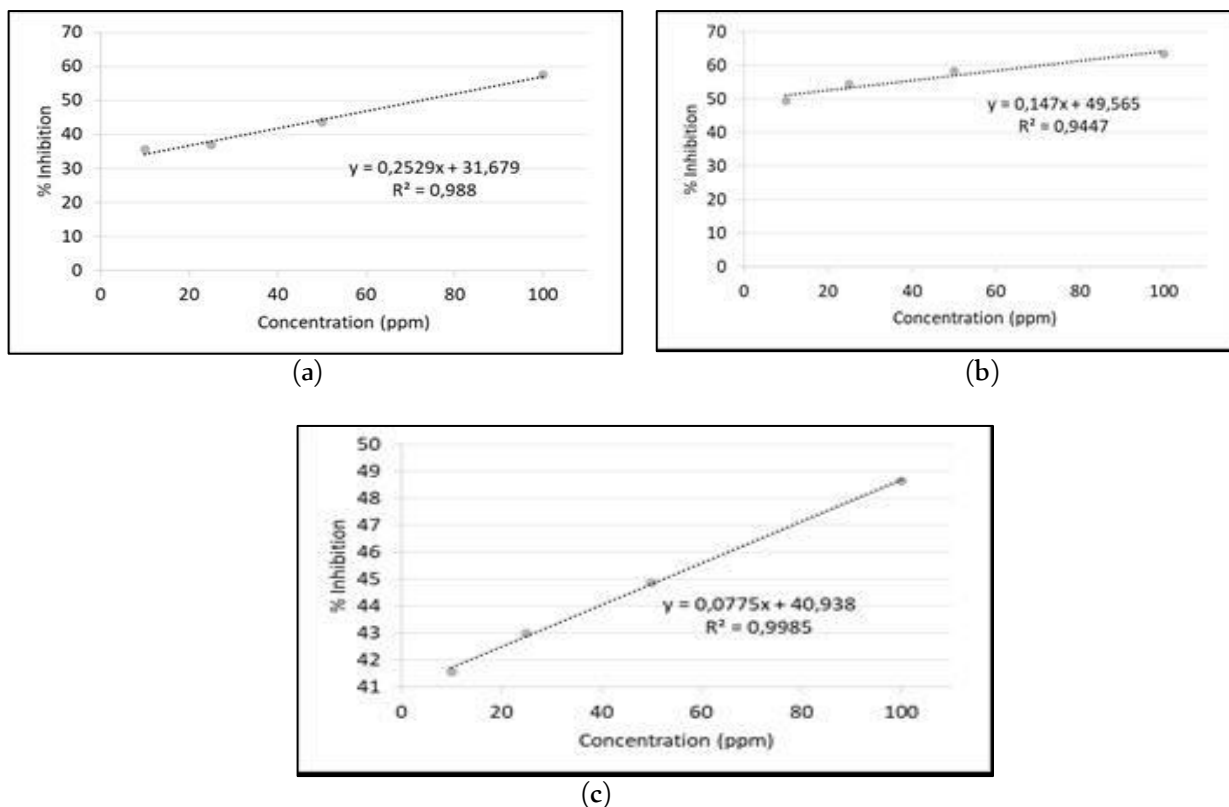 70
60
50
40
30
20
10
0
% Inhibition
y = 0,2529x + 31,679
R² = 0,988
0 20 40 60 80 100
Concentration (ppm)
(a)
70
60
50
40
30
20
10
0
% Inhibition
y = 0,147x + 49,565
R² = 0,9447
0 20 40 60 80 100
Concentration (ppm)
(b)
50
49
48
47
46
45
44
43
42
41
% Inhibition
y = 0,0775x + 40,938
R² = 0,9985
0 20 40 60 80 100
Concentration (ppm)
(c)